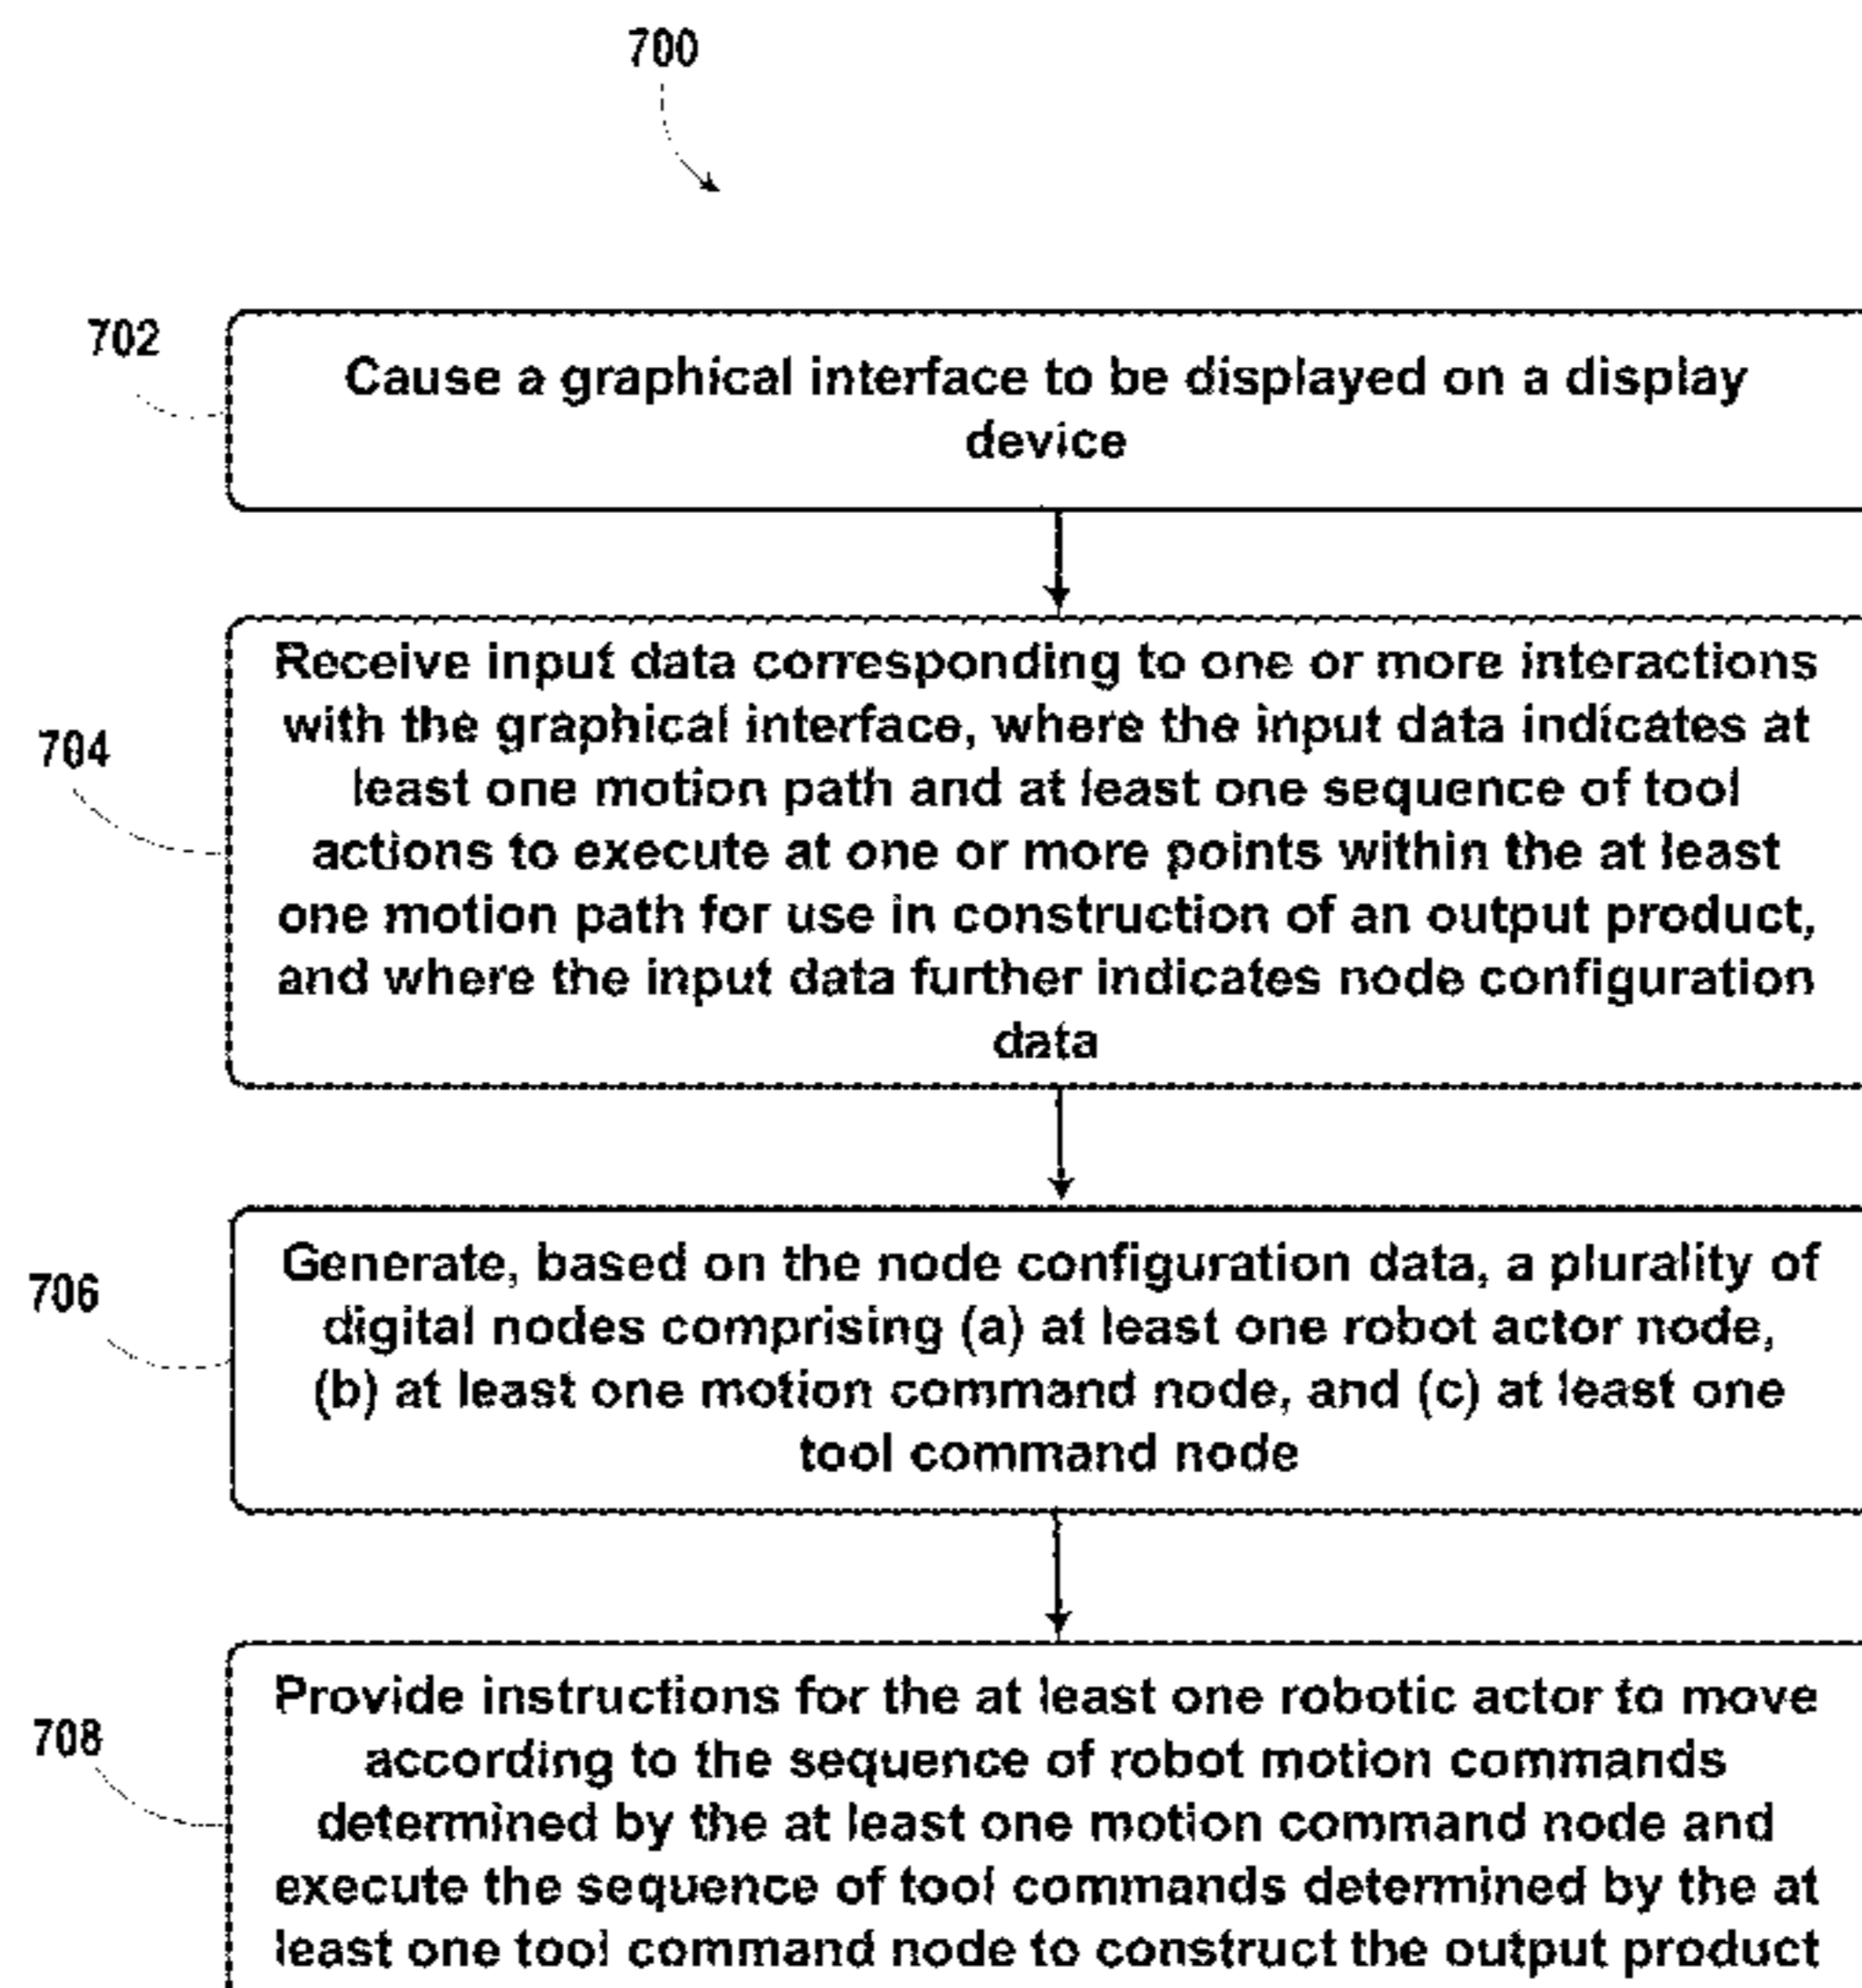 700
702
Cause a graphical interface to be displayed on a display
device
704
Receive input data corresponding to one or more interactions
with the graphical interface, where the input data indicates at
least one motion path and at least one sequence of tool
actions to execute at one or more points within the at least
one motion path for use in construction of an output product,
and where the input data further indicates node configuration
data
706
Generate, based on the node configuration data, a plurality of
digital nodes comprising (a) at least one robot actor node,
(b) at least one motion command node, and (c) at least one
tool command node
708
Provide instructions for the at least one robotic actor to move
according to the sequence of robot motion commands
determined by the at least one motion command node and
execute the sequence of tool commands determined by the at
least one tool command node to construct the output product